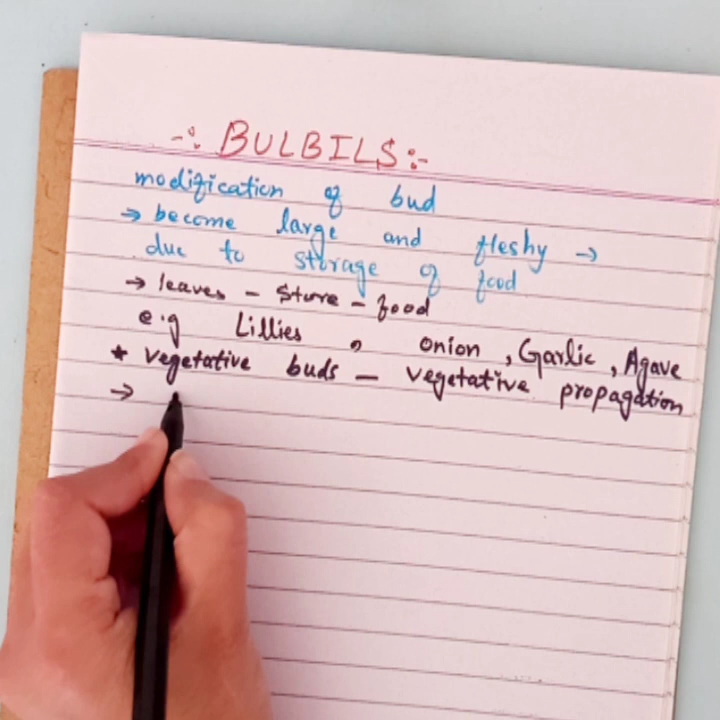 -: BULBILS :-
modification of bud
→ become large and fleshy →
due to storage of food
→ leaves - store - food
e.g Lillies, onion, Garlic, Agave
* vegetative buds - vegetative propagation
→